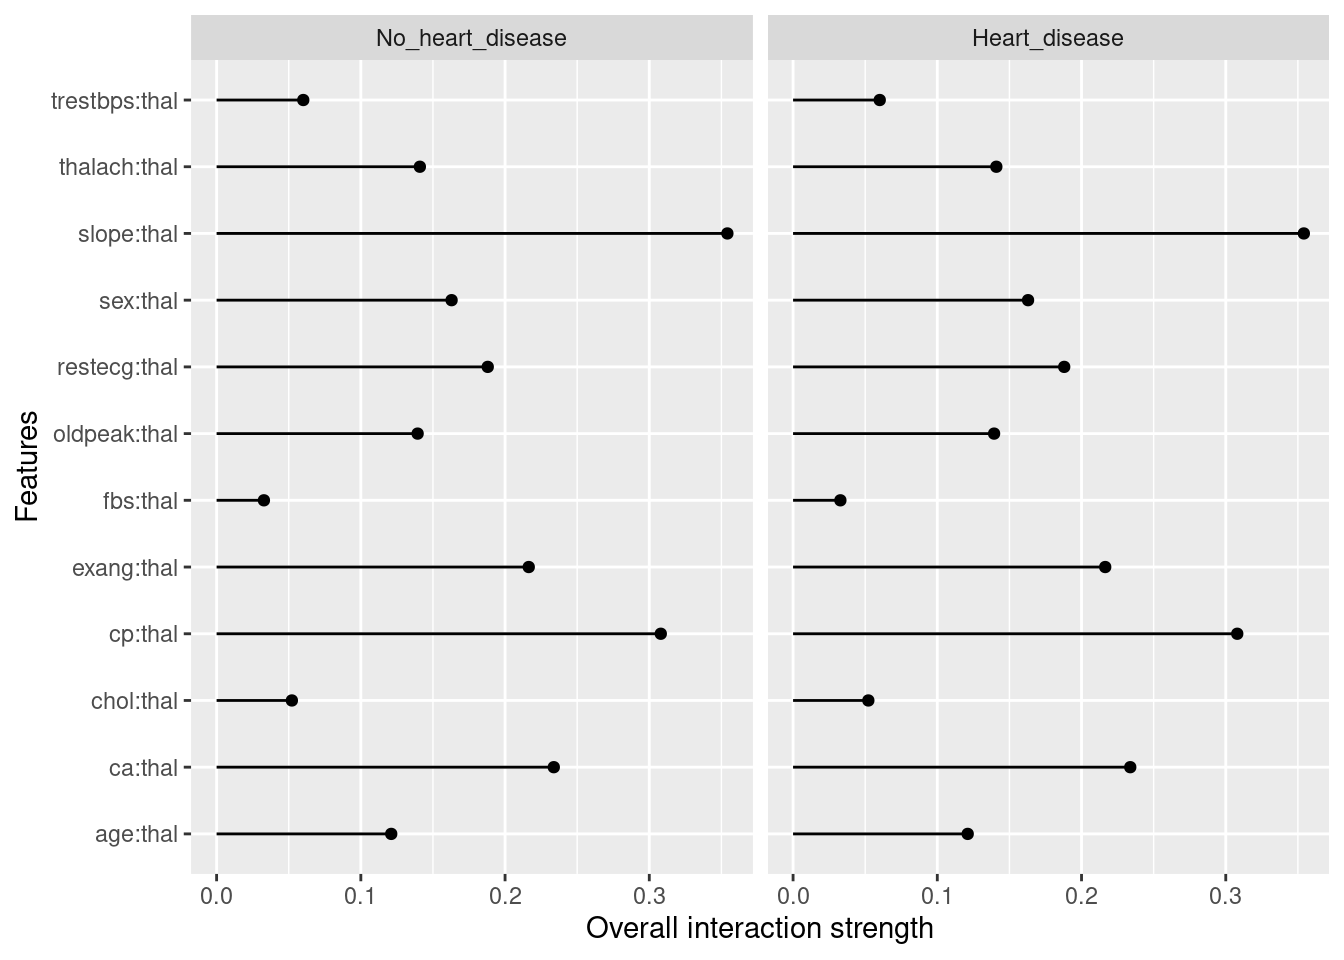 No_heart_disease
Heart_disease
trestbps:thal
thalach:thal
slope:thal
sex:thal
restecg:thal
oldpeak:thal
fbs:thal
exang:thal
cp:thal
chol:thal
ca:thal
age:thal
Features
0.0 0.1 0.2 0.3
0.0 0.1 0.2 0.3
Overall interaction strength